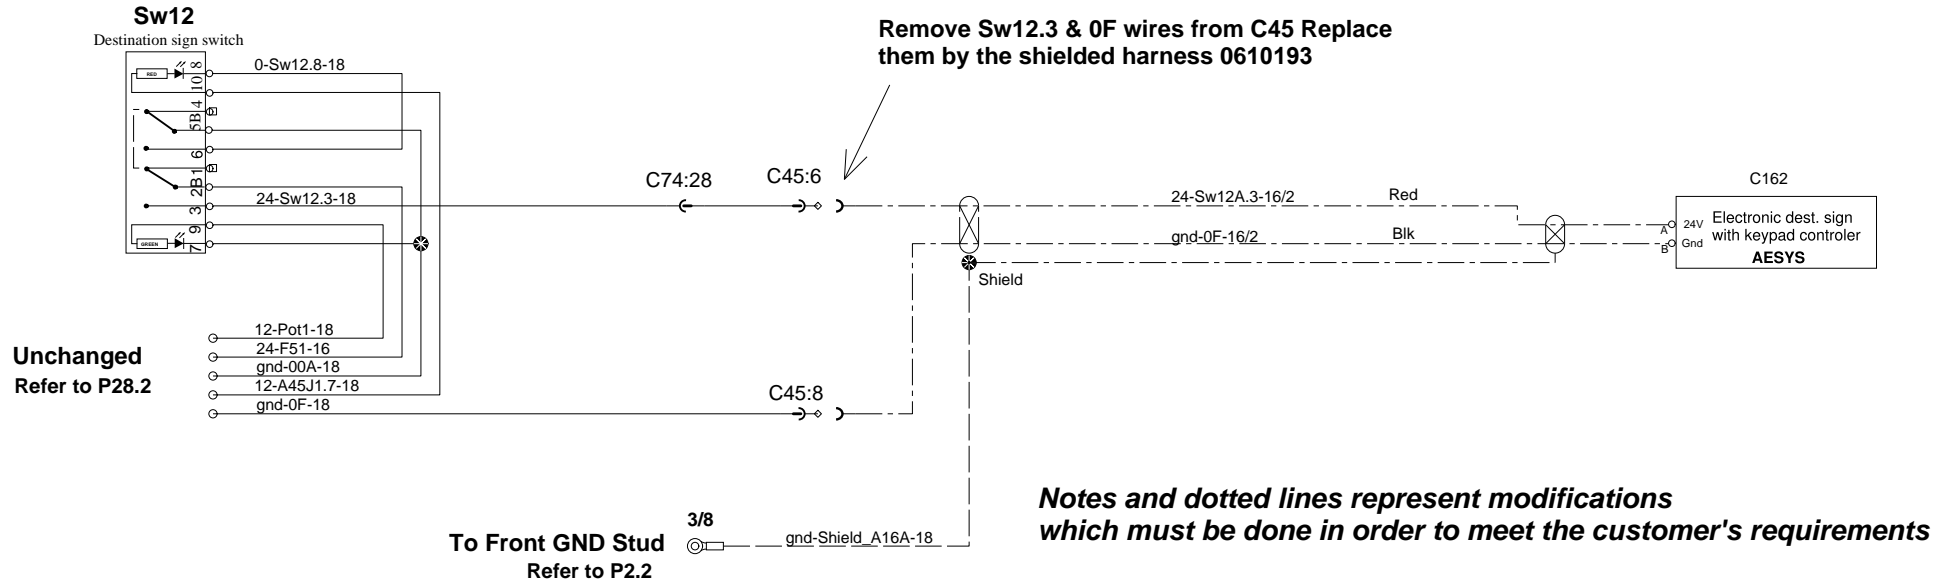 Sw12
Destination sign switch
Remove Sw12.3 & 0F wires from C45 Replace
them by the shielded harness 0610193
RED
8
10
4
5B
6
1
2B
3
9
7
GREEN
0-Sw12.8-18
24-Sw12.3-18
C74:28
C45:6
24-Sw12A.3-16/2
Red
gnd-0F-16/2
Blk
Shield
C162
A
24V
B
Gnd
Electronic dest. sign
with keypad controler
AESYS
Unchanged
Refer to P28.2
12-Pot1-18
24-F51-16
gnd-00A-18
12-A45J1.7-18
gnd-0F-18
C45:8
To Front GND Stud
Refer to P2.2
3/8
gnd-Shield_A16A-18
Notes and dotted lines represent modifications
which must be done in order to meet the customer's requirements